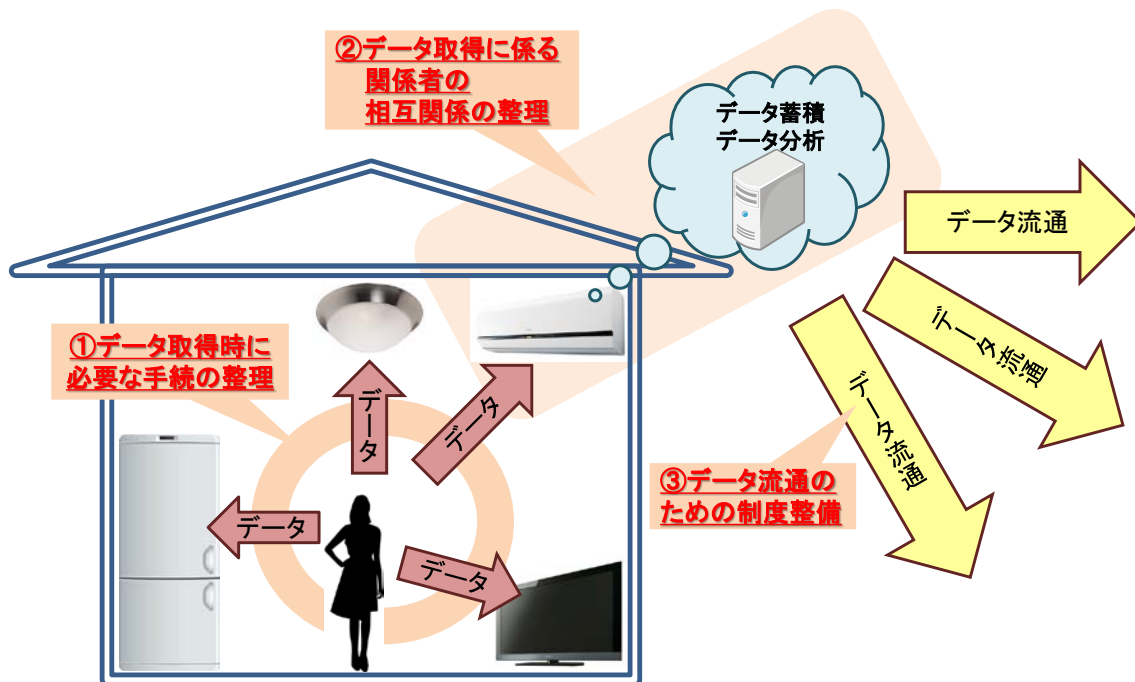 ②データ取得に係る
関係者の
相互関係の整理
データ蓄積
データ分析
データ流通
データ流通
データ流通
①データ取得時に
必要な手続の整理
データ
データ
データ
データ
③データ流通の
ための制度整備